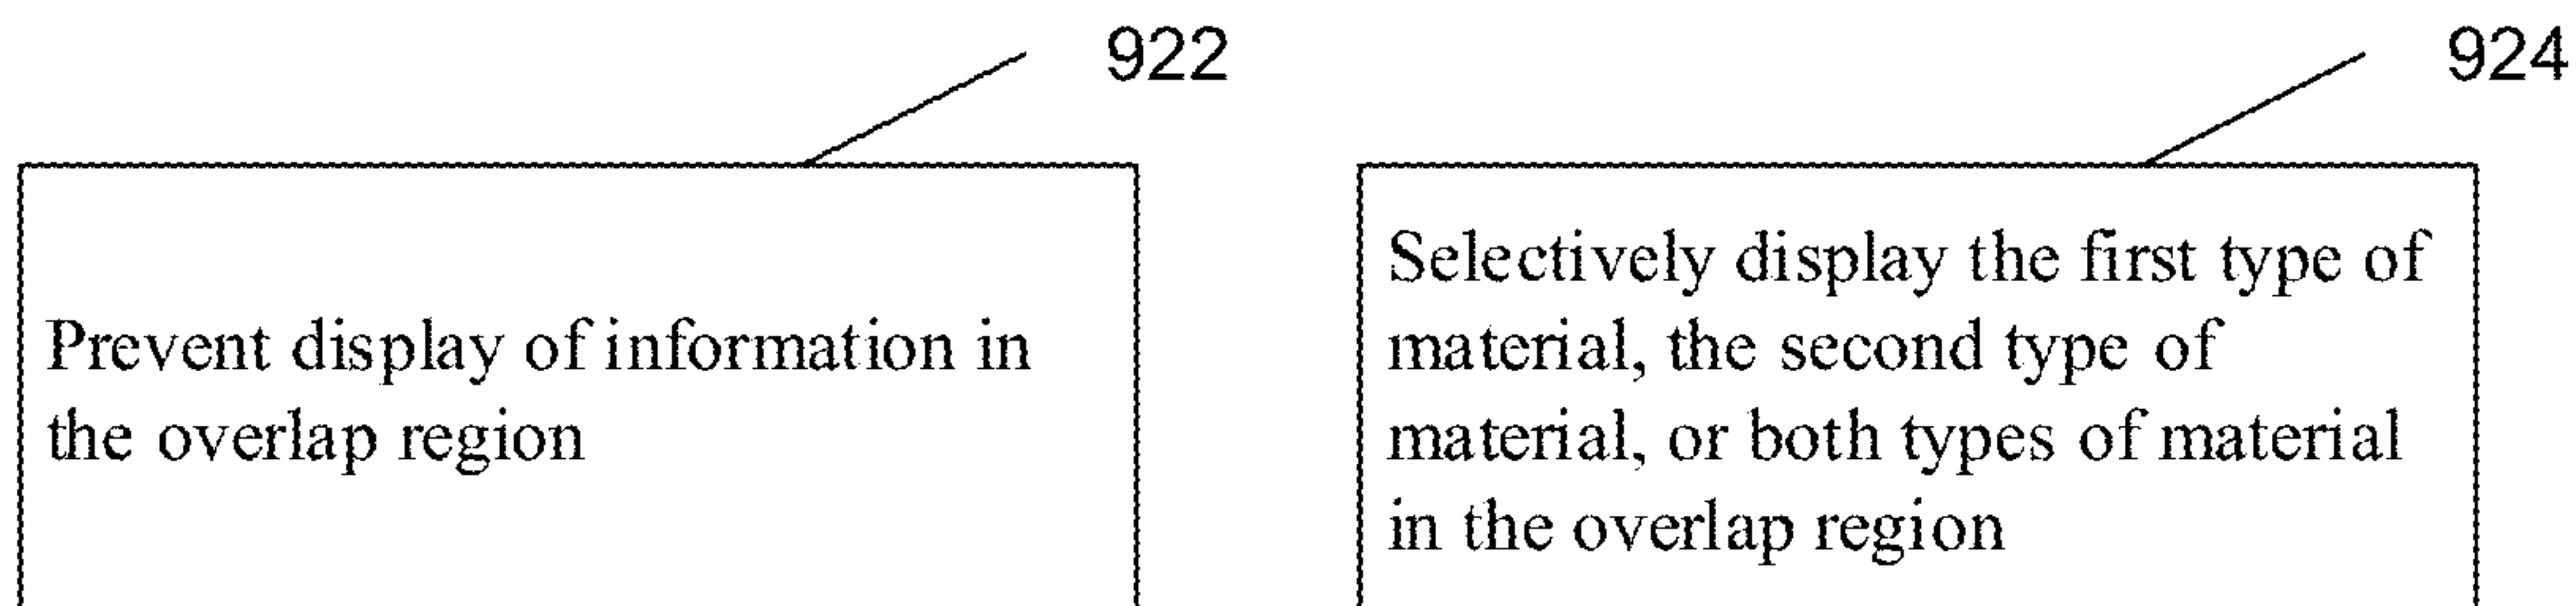 922
924
Prevent display of information in
the overlap region
Selectively display the first type of
material, the second type of
material, or both types of material
in the overlap region